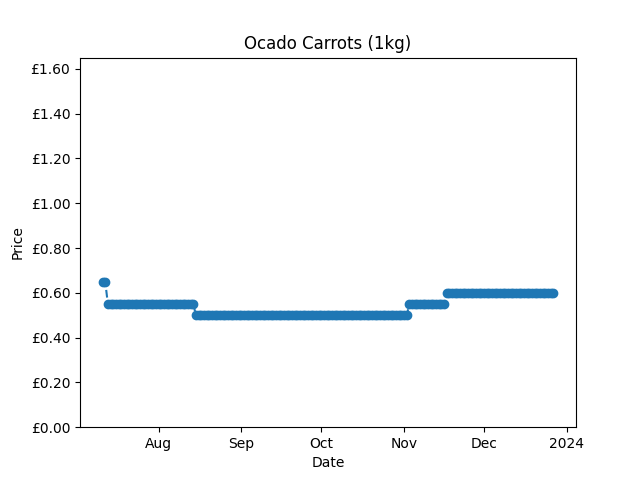 Ocado Carrots (1kg)
£1.60
£1.40
£1.20
£1.00
£0.80
£0.60
£0.40
£0.20
£0.00
Price
Aug Sep Oct Nov Dec 2024
Date